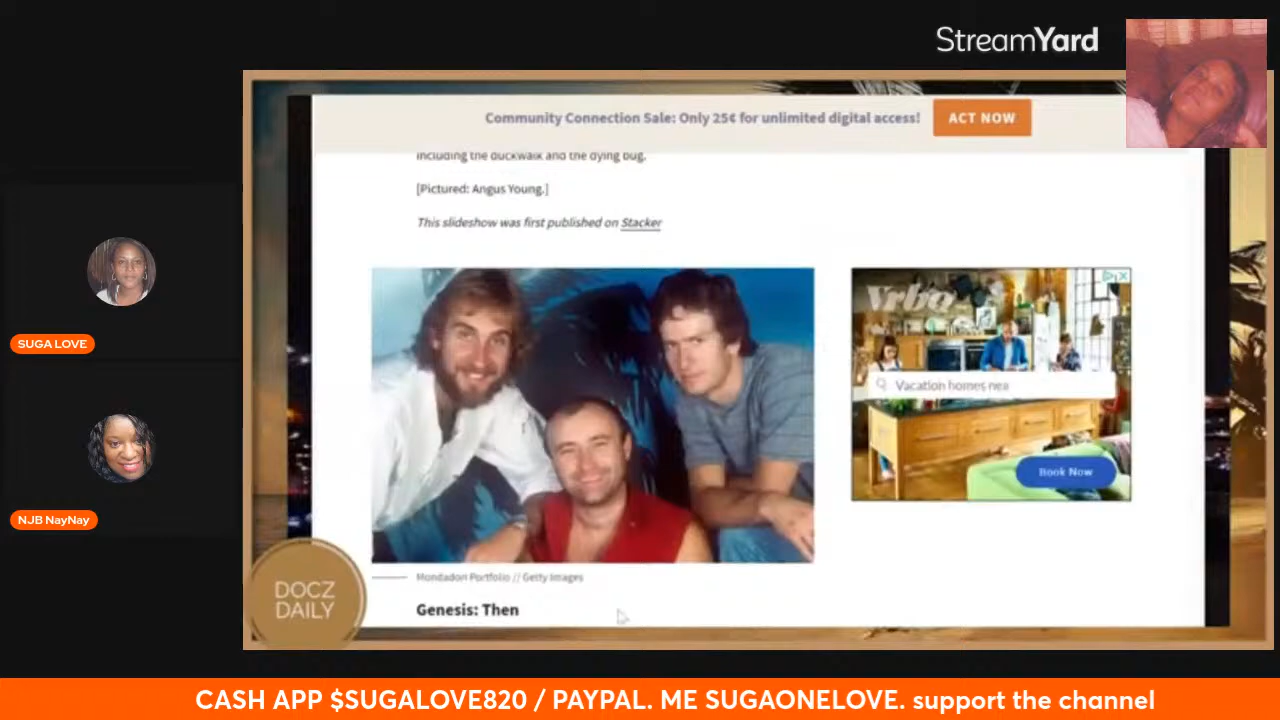 StreamYard
Community Connection Sale: Only 25¢ for unlimited digital access!
ACT NOW
including the duckwalk and the dying bug.
[Pictured: Angus Young.]
This slideshow was first published on Stacker
Vrbo
Vacation homes nea
Book Now
SUGA LOVE
NJB NayNay
Mondadori Portfolio // Getty Images
Genesis: Then
DOCZ
DAILY
CASH APP $SUGALOVE820 / PAYPAL. ME SUGAONELOVE. support the channel